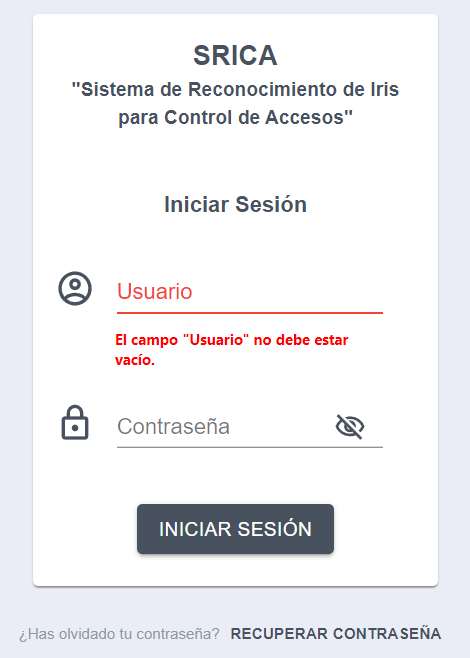 SRICA
"Sistema de Reconocimiento de Iris
para Control de Accesos"
Iniciar Sesión
Usuario
El campo "Usuario" no debe estar
vacío.
Contraseña
INICIAR SESIÓN
¿Has olvidado tu contraseña? RECUPERAR CONTRASEÑA